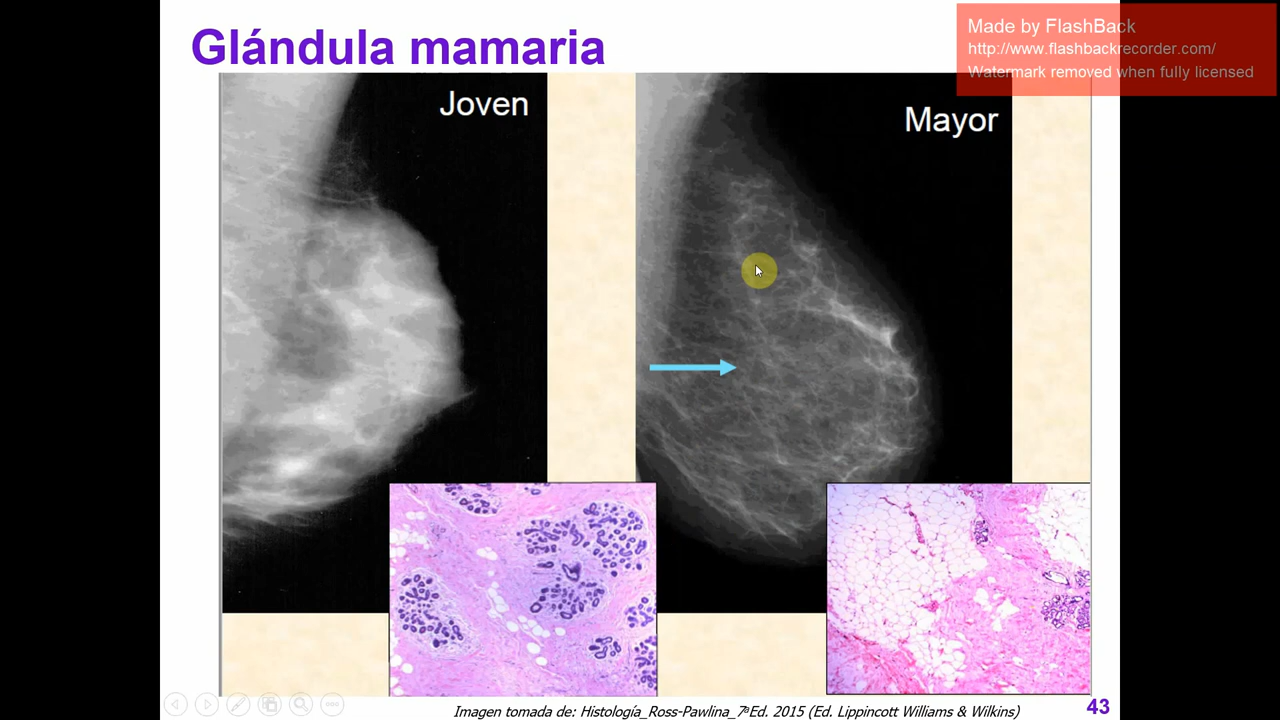 Glándula mamaria
Made by FlashBack
http://www.flashbackrecorder.com/
Watermark removed when fully licensed
Joven
Mayor
Imagen tomada de: Histología_Ross-Pawlina_7ªEd. 2015 (Ed. Lippincott Williams & Wilkins)
43